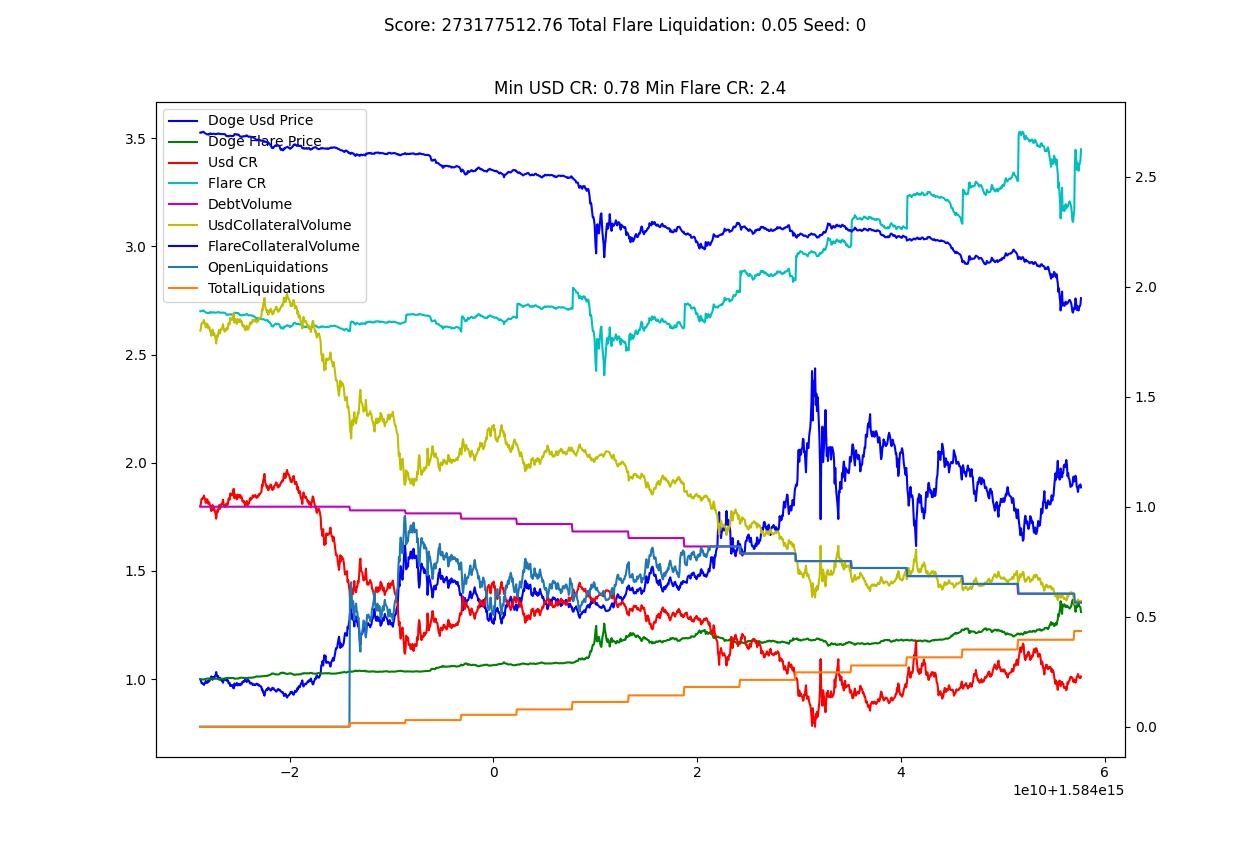 Score: 273177512.76 Total Flare Liquidation: 0.05 Seed: 0
Min USD CR: 0.78 Min Flare CR: 2.4
Doge Usd Price
Doge Flare Price
Usd CR
Flare CR
DebtVolume
UsdCollateralVolume
FlareCollateralVolume
OpenLiquidations
TotalLiquidations
3.5
3.0
2.5
2.0
1.5
1.0
2.5
2.0
1.5
1.0
0.5
0.0
−2
0
2
4
6
1e10+1.584e15